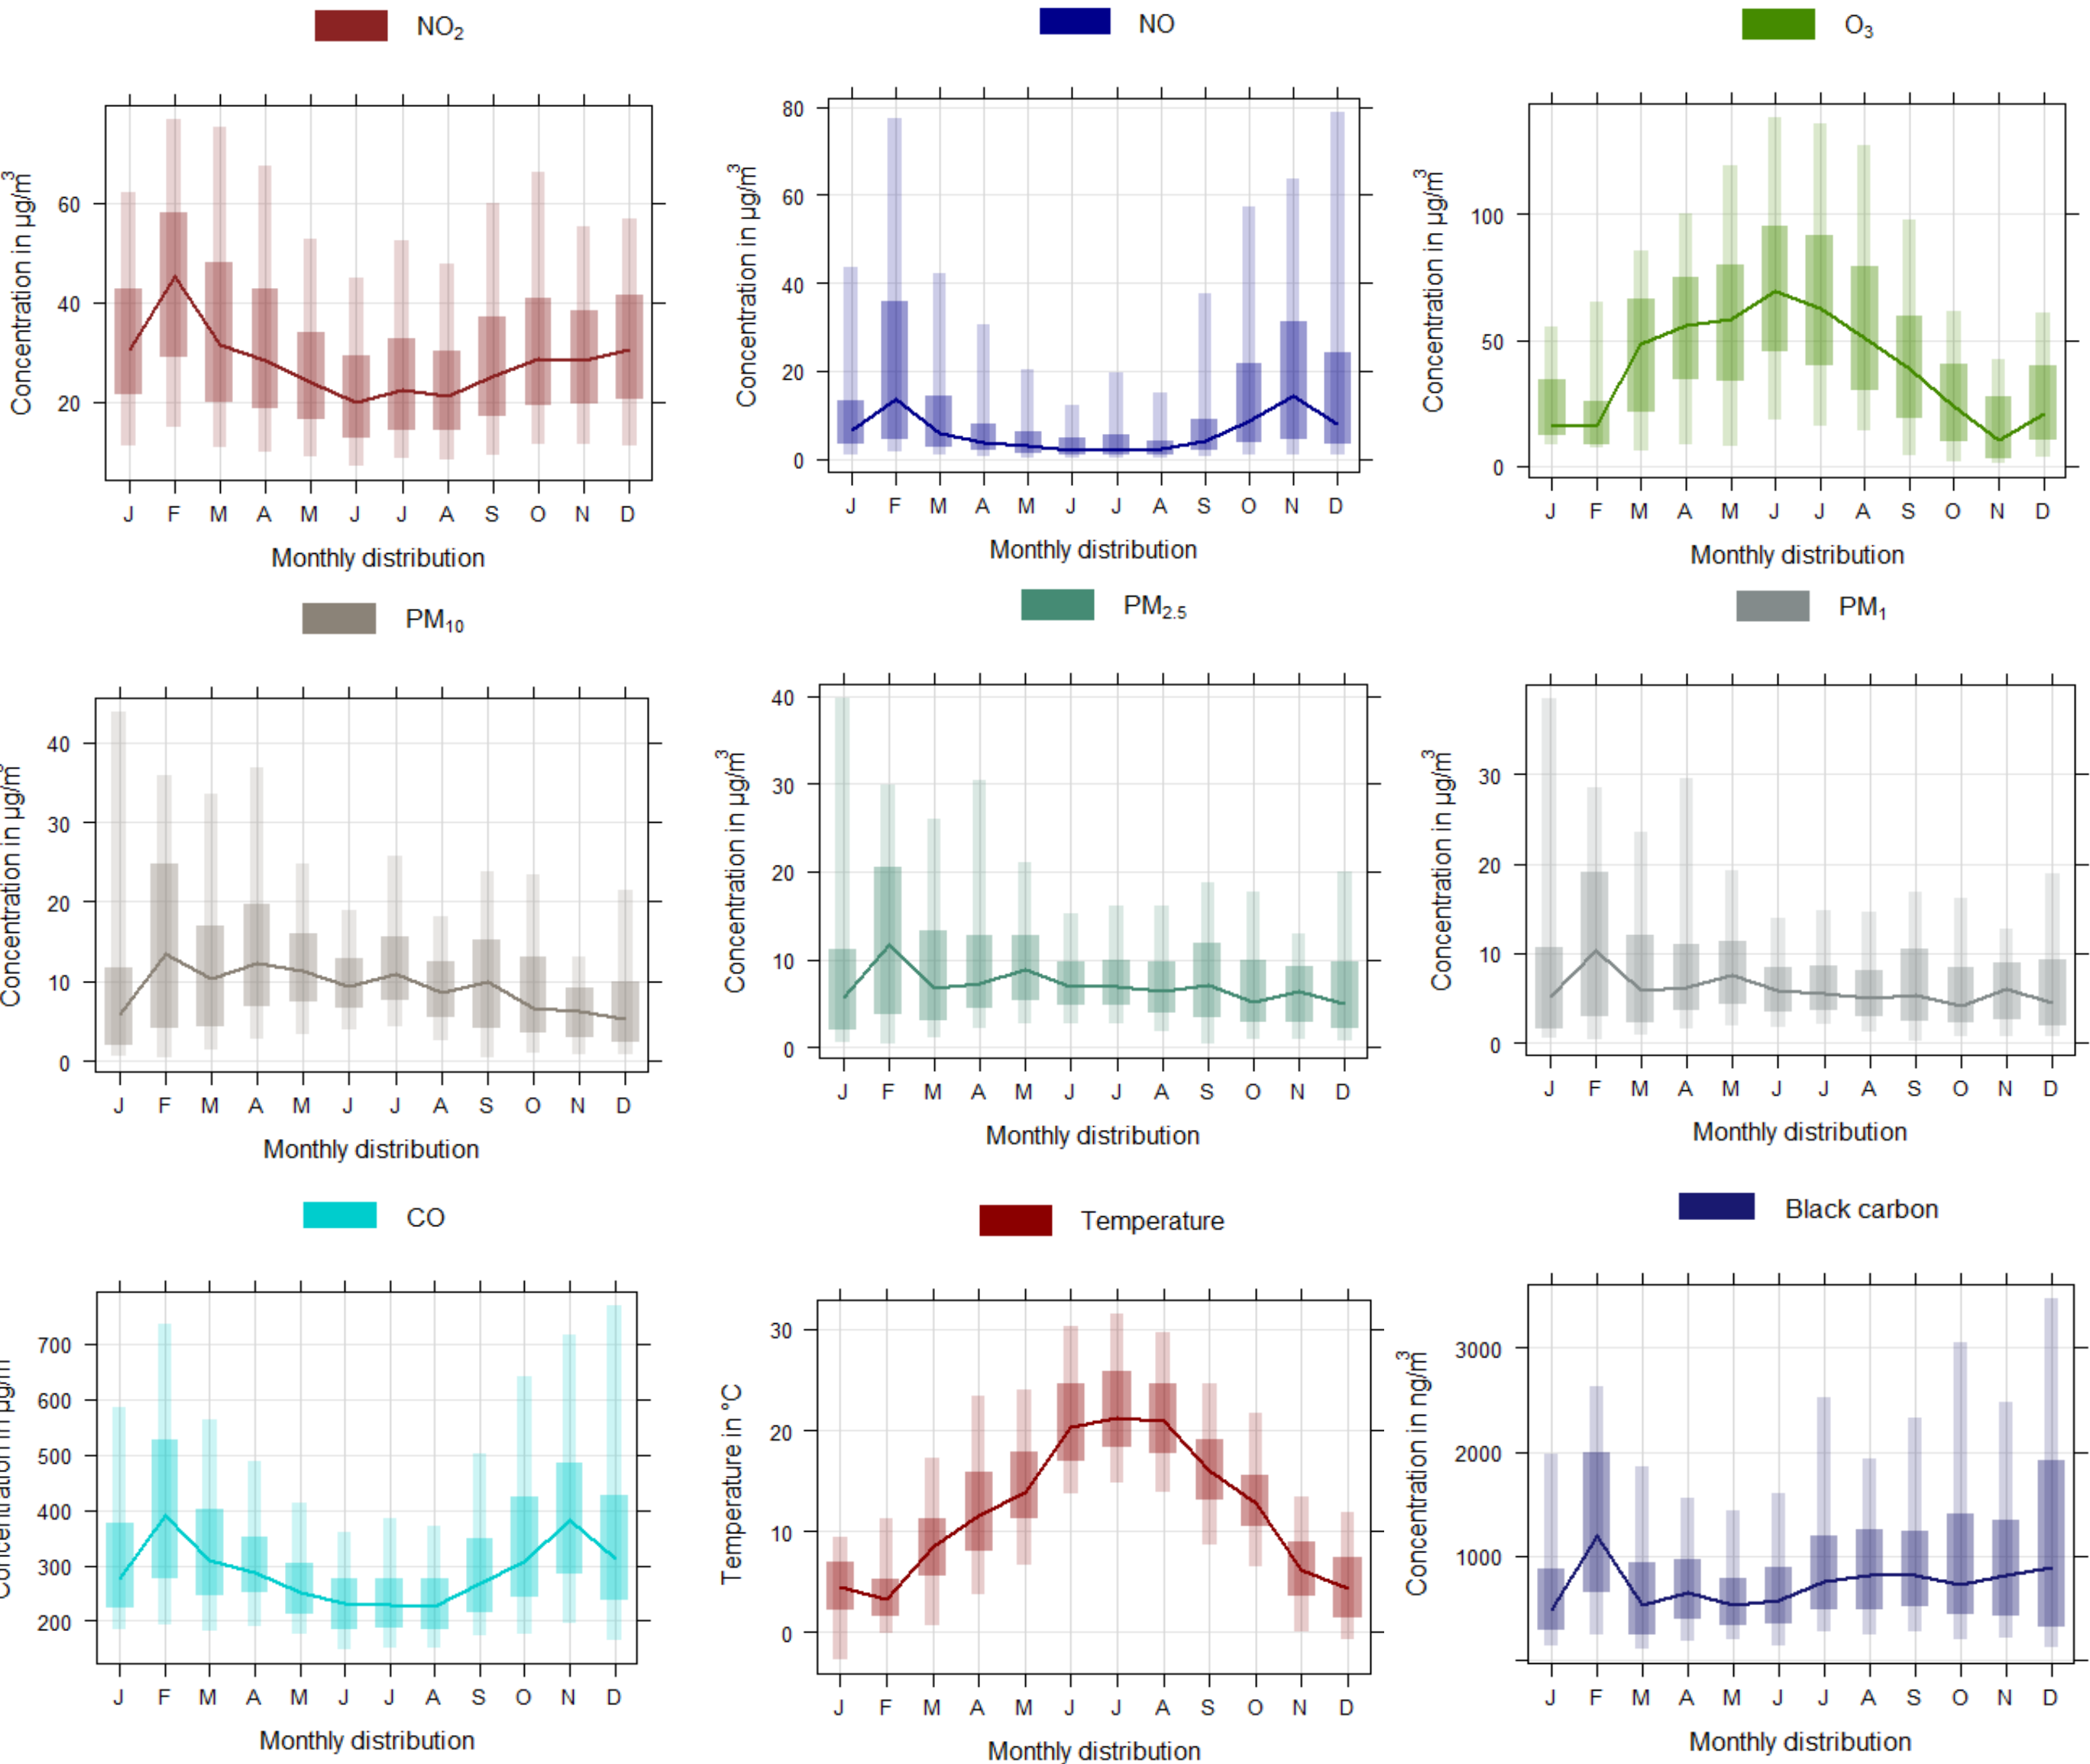 NO₂
Concentration in µg/m³
60
40
20
J F M A M J J A S O N D
Monthly distribution
NO
Concentration in µg/m³
80
60
40
20
0
J F M A M J J A S O N D
Monthly distribution
O₃
Concentration in µg/m³
100
50
0
J F M A M J J A S O N D
Monthly distribution
PM₁₀
Concentration in µg/m³
40
30
20
10
0
J F M A M J J A S O N D
Monthly distribution
PM₂.₅
Concentration in µg/m³
40
30
20
10
0
J F M A M J J A S O N D
Monthly distribution
PM₁
Concentration in µg/m³
30
20
10
0
J F M A M J J A S O N D
Monthly distribution
CO
700
600
500
400
300
200
J F M A M J J A S O N D
Monthly distribution
Temperature
Temperature in °C
30
20
10
0
J F M A M J J A S O N D
Monthly distribution
Black carbon
Concentration in ng/m³
3000
2000
1000
J F M A M J J A S O N D
Monthly distribution